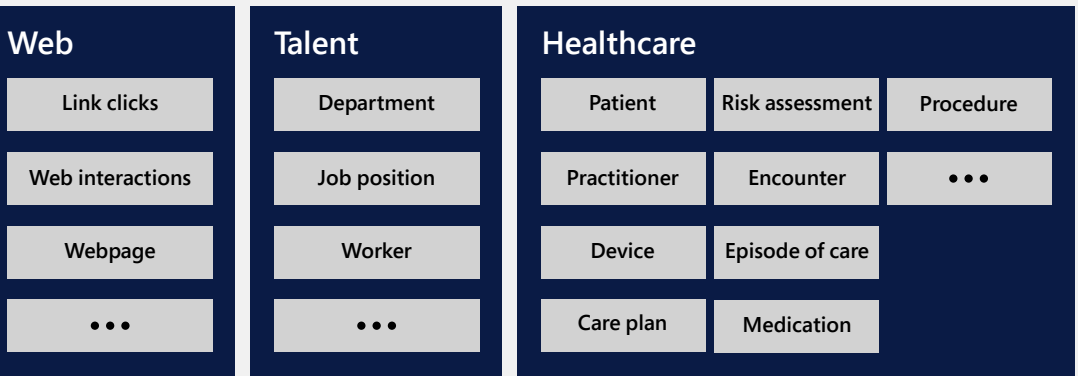 Web
Link clicks
Web interactions
Webpage
•••
Talent
Department
Job position
Worker
•••
Healthcare
Patient
Risk assessment
Procedure
Practitioner
Encounter
•••
Device
Episode of care
Care plan
Medication